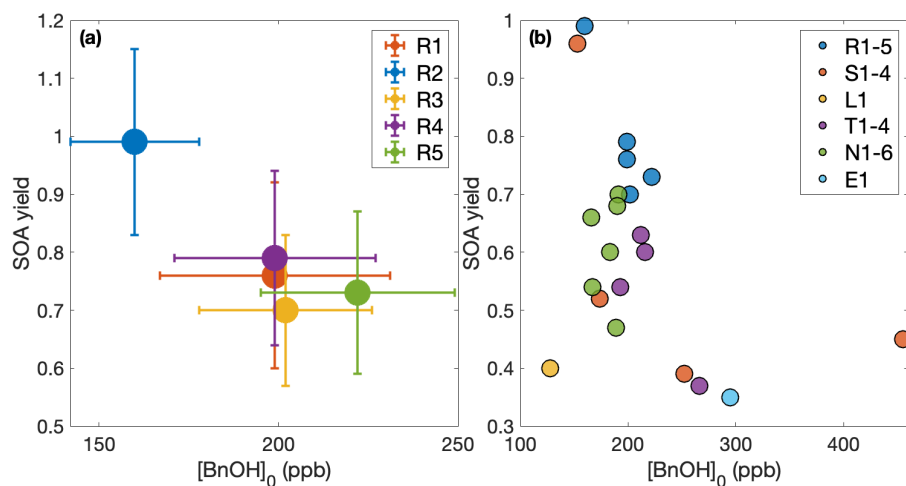 (a)
R1
R2
R3
R4
R5
1.2
1.1
1
0.9
0.8
0.7
0.6
0.5
SOA yield
150
200
250
[BnOH]0 (ppb)
(b)
R1-5
S1-4
L1
T1-4
N1-6
E1
1
0.9
0.8
0.7
0.6
0.5
0.4
0.3
SOA yield
100
200
300
400
[BnOH]0 (ppb)